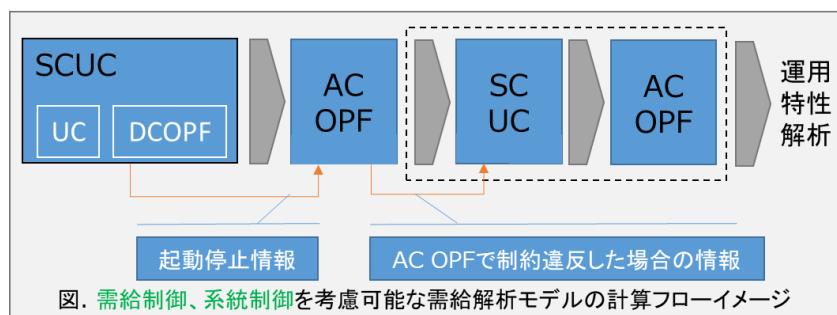 SCUC
UC
DCOPF
AC
OPF
SC
UC
AC
OPF
運用
特性
解析
起動停止情報
AC OPFで制約違反した場合の情報
図. 需給制御、系統制御を考慮可能な需給解析モデルの計算フローイメージ